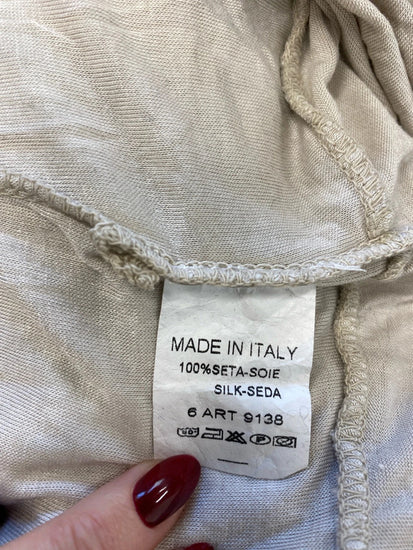 MADE IN ITALY
100%SETA-SOIE
SILK-SEDA
6 ART 9138